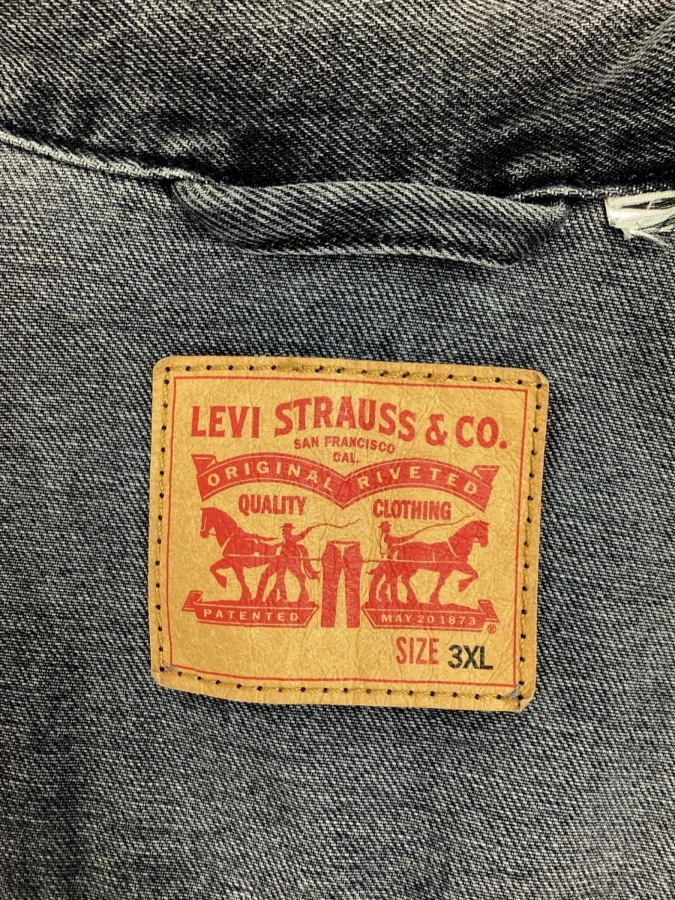 LEVI STRAUSS & CO.
SAN FRANCISCO
CAL.
ORIGINAL RIVETED
QUALITY CLOTHING
PATENTED MAY 20 1873
®
SIZE 3XL